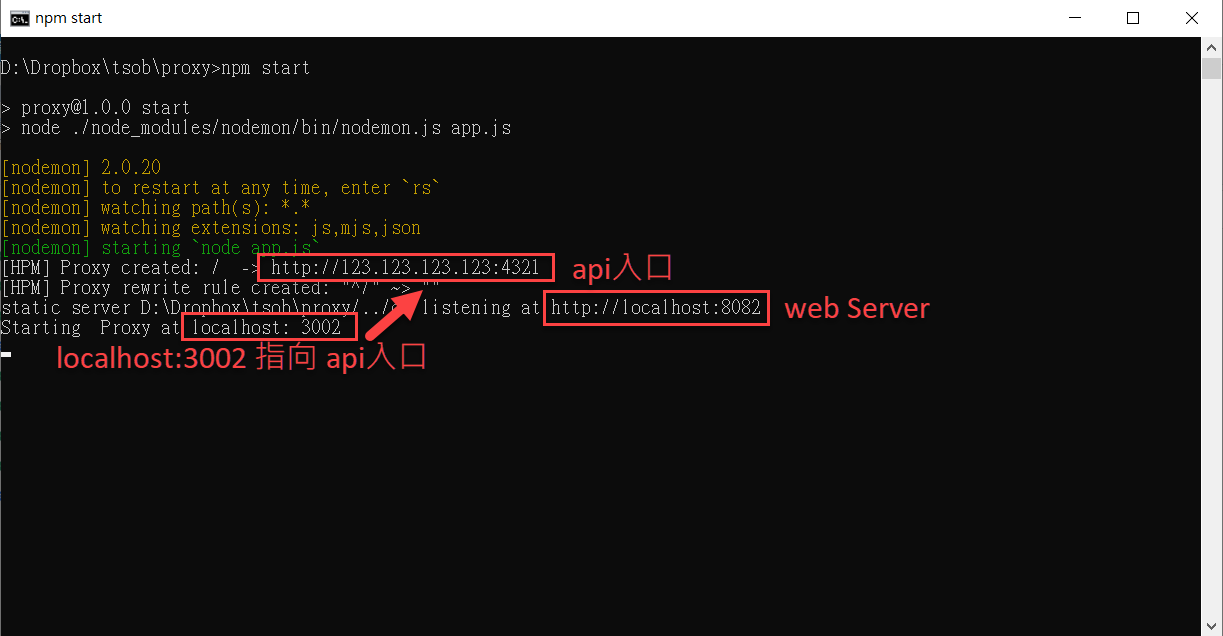 npm start
D:\Dropbox\tsob\proxy>npm start
> proxy@1.0.0 start
> node ./node_modules/nodemon/bin/nodemon.js app.js
[nodemon] 2.0.20
[nodemon] to restart at any time, enter `rs`
[nodemon] watching path(s): *.*
[nodemon] watching extensions: js,mjs,json
[nodemon] starting `node app.js`
[HPM] Proxy created: /  -> http://123.123.123.123:4321
api入口
[HPM] Proxy rewrite rule created: "^/" ~> ""
static server D:\Dropbox\tsob\proxy/../ listening at http://localhost:8082
web Server
Starting  Proxy at localhost: 3002
localhost:3002 指向 api入口